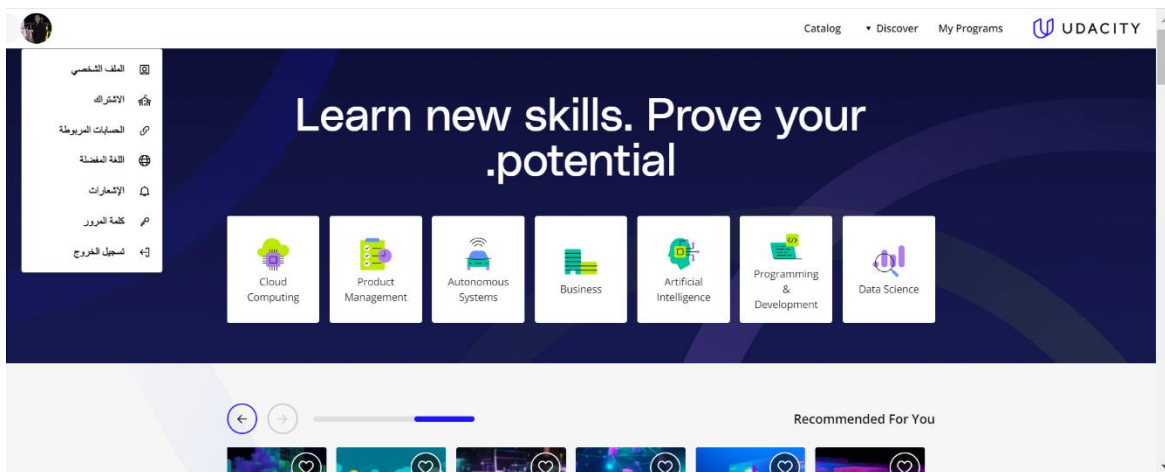 UDACITY
My Programs
Discover
Catalog
الملف الشخصي
الاشتراك
الحسابات المربوطة
اللغة المفضلة
الإشعارات
كلمة المرور
تسجيل الخروج
Learn new skills. Prove your
.potential
Data Science
Programming
&
Development
Artificial
Intelligence
Business
Autonomous
Systems
Product
Management
Cloud
Computing
Recommended For You